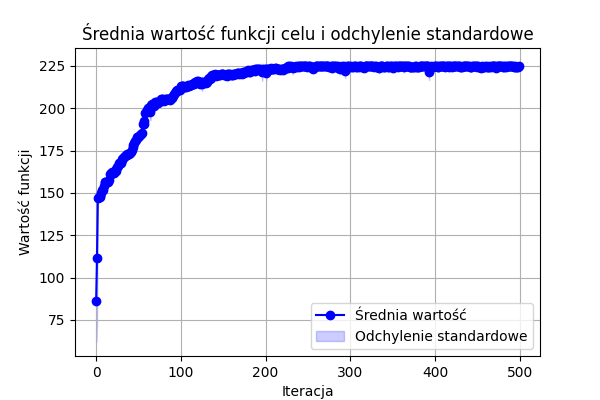 Średnia wartość funkcji celu i odchylenie standardowe
225
200
175
150
125
100
75
Wartość funkcji
0 100 200 300 400 500
Iteracja
Średnia wartość
Odchylenie standardowe